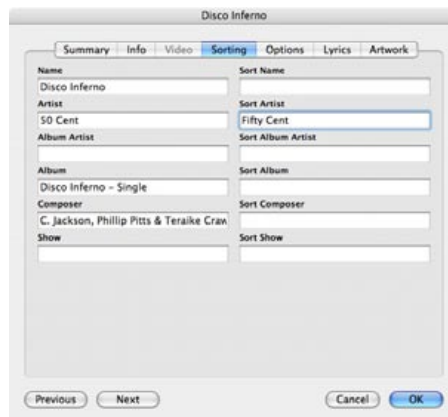 Disco Inferno
Summary Info Video Sorting Options Lyrics Artwork
Name Sort Name
Disco Inferno
Artist Sort Artist
50 Cent Fifty Cent
Album Artist Sort Album Artist
Album Sort Album
Disco Inferno - Single
Composer Sort Composer
C. Jackson, Phillip Pitts & Teraike Craw
Show Sort Show
Previous Next Cancel OK